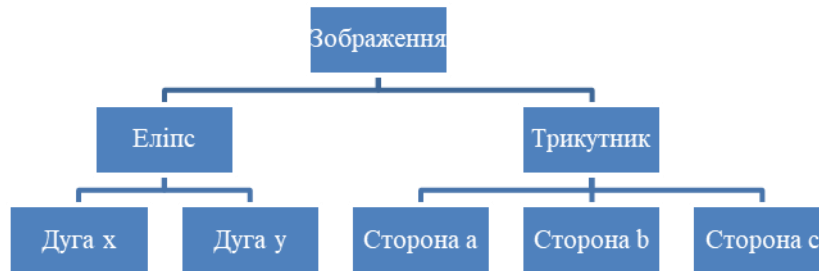 Зображення
Еліпс
Трикутник
Дуга x
Дуга y
Сторона a
Сторона b
Сторона c